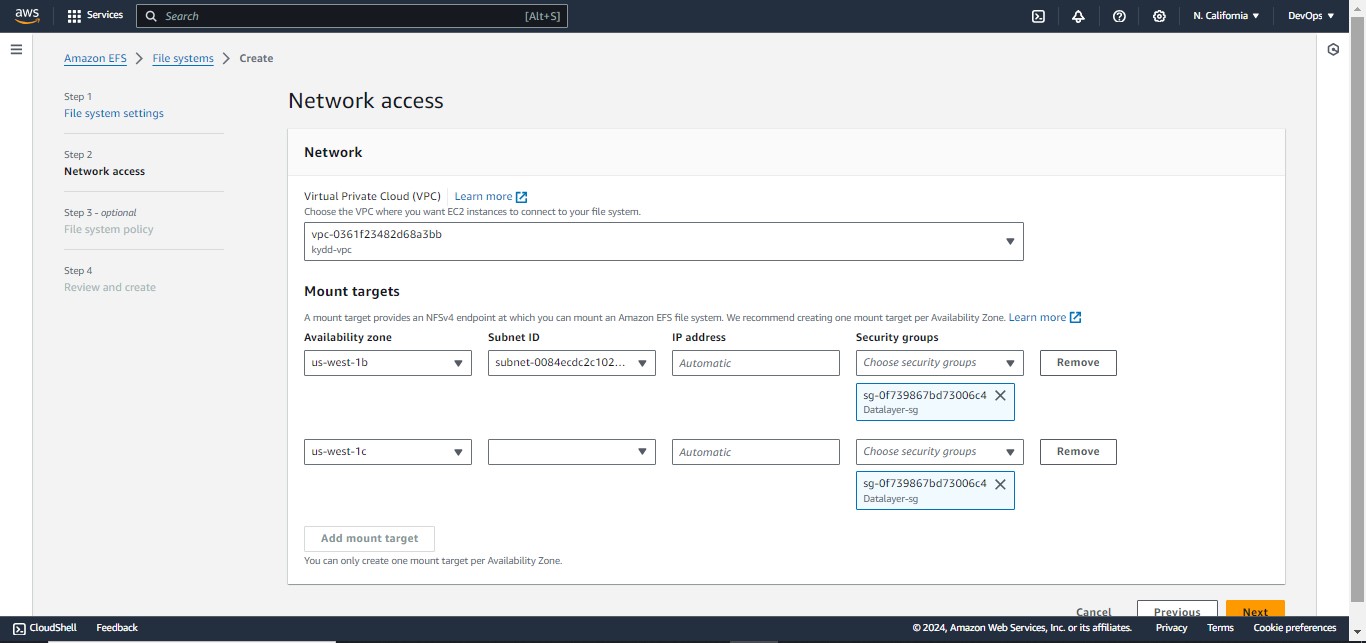 aws Services Search [Alt+S] N. California DevOps
Amazon EFS File systems Create
Step 1
File system settings
Step 2
Network access
Step 3 - optional
File system policy
Step 4
Review and create
Network access
Network
Virtual Private Cloud (VPC) Learn more
Choose the VPC where you want EC2 instances to connect to your file system.
vpc-0361f23482d68a3bb
kydd-vpc
Mount targets
A mount target provides an NFSv4 endpoint at which you can mount an Amazon EFS file system. We recommend creating one mount target per Availability Zone. Learn more
Availability zone Subnet ID IP address Security groups
us-west-1b subnet-0084ecdc2c102... Automatic Choose security groups Remove
sg-0f739867bd73006c4
Datalayer-sg
us-west-1c Automatic Choose security groups Remove
sg-0f739867bd73006c4
Datalayer-sg
Add mount target
You can only create one mount target per Availability Zone.
Cancel Previous Next
CloudShell Feedback © 2024, Amazon Web Services, Inc. or its affiliates. Privacy Terms Cookie preferences